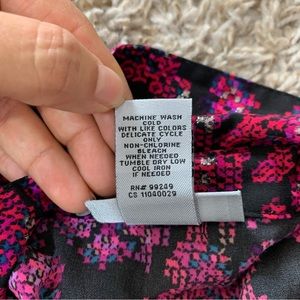 MACHINE WASH
COLD
WITH LIKE COLORS
DELICATE CYCLE
ONLY
NON-CHLORINE
BLEACH
WHEN NEEDED
TUMBLE DRY LOW
COOL IRON
IF NEEDED
RN# 99249
CS 11040029